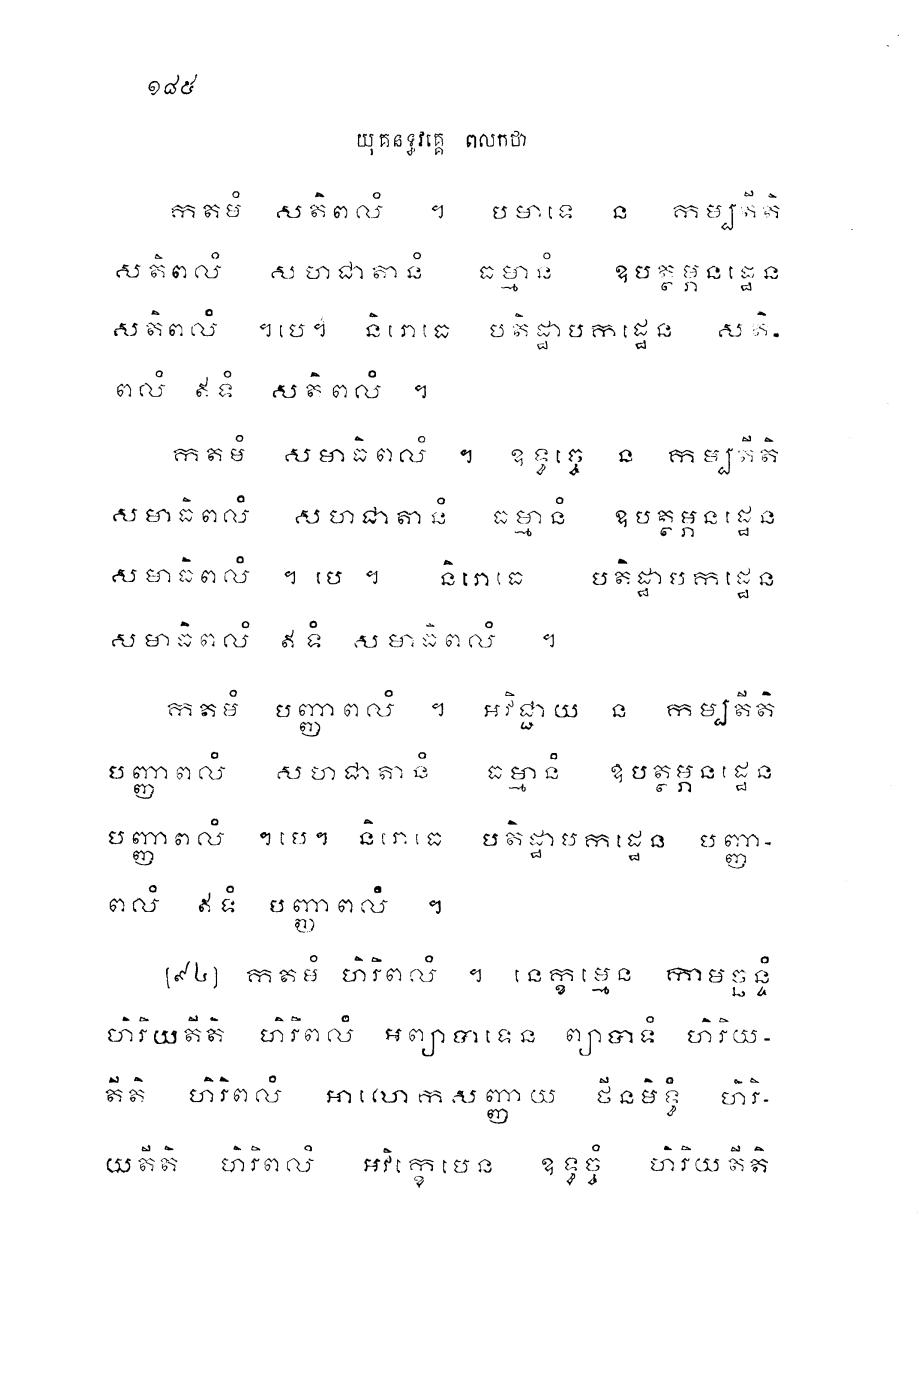 ១៨៥
យុគនទ្ធវគ្គេ ពលកថា
កតមំ សតិពលំ ។ បមាទេ ន កម្បតីតិ
សតិពលំ សហជាតានំ ធម្មានំ ឧបត្ថម្ភនដ្ឋេន
សតិពលំ ។បេ។ និរោធេ បតិដ្ឋាបកដ្ឋេន សតិ-
ពលំ ឥទំ សតិពលំ ។
កតមំ សមាធិពលំ ។ ឧទ្ធច្ចេ ន កម្បតីតិ
សមាធិពលំ សហជាតានំ ធម្មានំ ឧបត្ថម្ភនដ្ឋេន
សមាធិពលំ ។ បេ ។ និរោធេ បតិដ្ឋាបកដ្ឋេន
សមាធិពលំ ឥទំ សមាធិពលំ ។
កតមំ បញ្ញាពលំ ។ អវិជ្ជាយ ន កម្បតីតិ
បញ្ញាពលំ សហជាតានំ ធម្មានំ ឧបត្ថម្ភនដ្ឋេន
បញ្ញាពលំ ។បេ។ និរោធេ បតិដ្ឋាបកដ្ឋេន បញ្ញា-
ពលំ ឥទំ បញ្ញាពលំ ។
(៩៤) កតមំ ហិរិពលំ ។ នេក្ខម្មេន កាមច្ឆន្ទំ
ហិរិយតីតិ ហិរិពលំ អព្យាបាទេន ព្យាបាទំ ហិរិយ-
តីតិ ហិរិពលំ អាលោកសញ្ញាយ ថីនមិទ្ធំ ហិរិ-
យតីតិ ហិរិពលំ អវិក្ខេបេន ឧទ្ធច្ចំ ហិរិយតីតិ